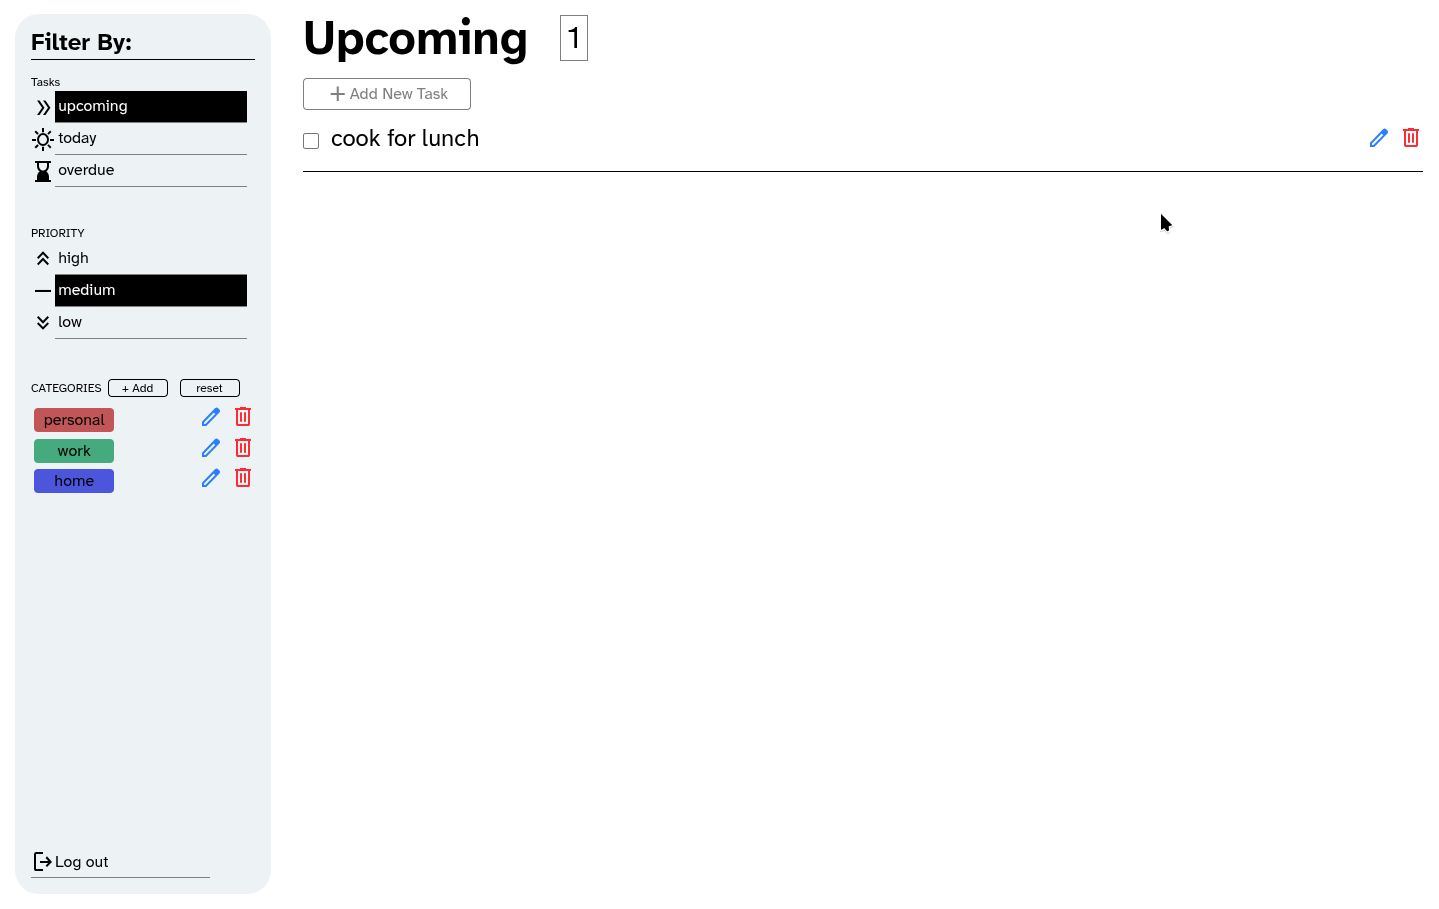 Filter By:
Tasks
upcoming
today
overdue
PRIORITY
high
medium
low
CATEGORIES + Add reset
personal
work
home
Log out
Upcoming 1
Add New Task
cook for lunch